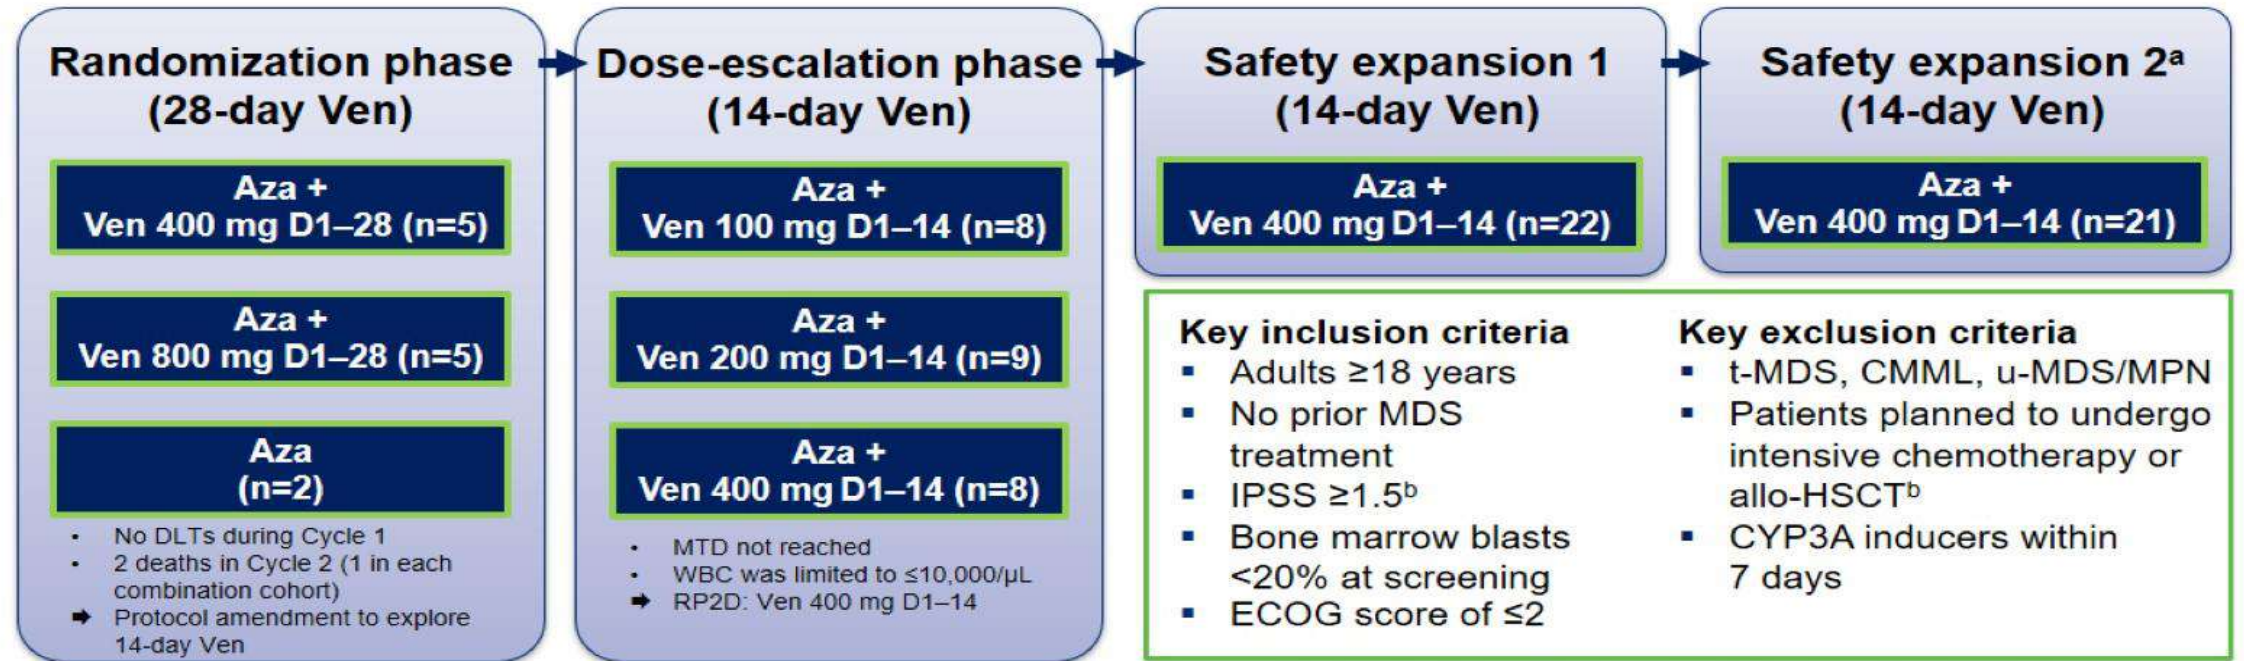 Randomization phase
(28-day Ven)
Aza +
Ven 400 mg D1–28 (n=5)
Aza +
Ven 800 mg D1–28 (n=5)
Aza
(n=2)
• No DLTs during Cycle 1
• 2 deaths in Cycle 2 (1 in each
combination cohort)
➡ Protocol amendment to explore
14-day Ven
Dose-escalation phase
(14-day Ven)
Aza +
Ven 100 mg D1–14 (n=8)
Aza +
Ven 200 mg D1–14 (n=9)
Aza +
Ven 400 mg D1–14 (n=8)
• MTD not reached
• WBC was limited to ≤10,000/µL
➡ RP2D: Ven 400 mg D1–14
Safety expansion 1
(14-day Ven)
Aza +
Ven 400 mg D1–14 (n=22)
Safety expansion 2ᵃ
(14-day Ven)
Aza +
Ven 400 mg D1–14 (n=21)
Key inclusion criteria
▪ Adults ≥18 years
▪ No prior MDS
treatment
▪ IPSS ≥1.5ᵇ
▪ Bone marrow blasts
<20% at screening
▪ ECOG score of ≤2
Key exclusion criteria
▪ t-MDS, CMML, u-MDS/MPN
▪ Patients planned to undergo
intensive chemotherapy or
allo-HSCTᵇ
▪ CYP3A inducers within
7 days